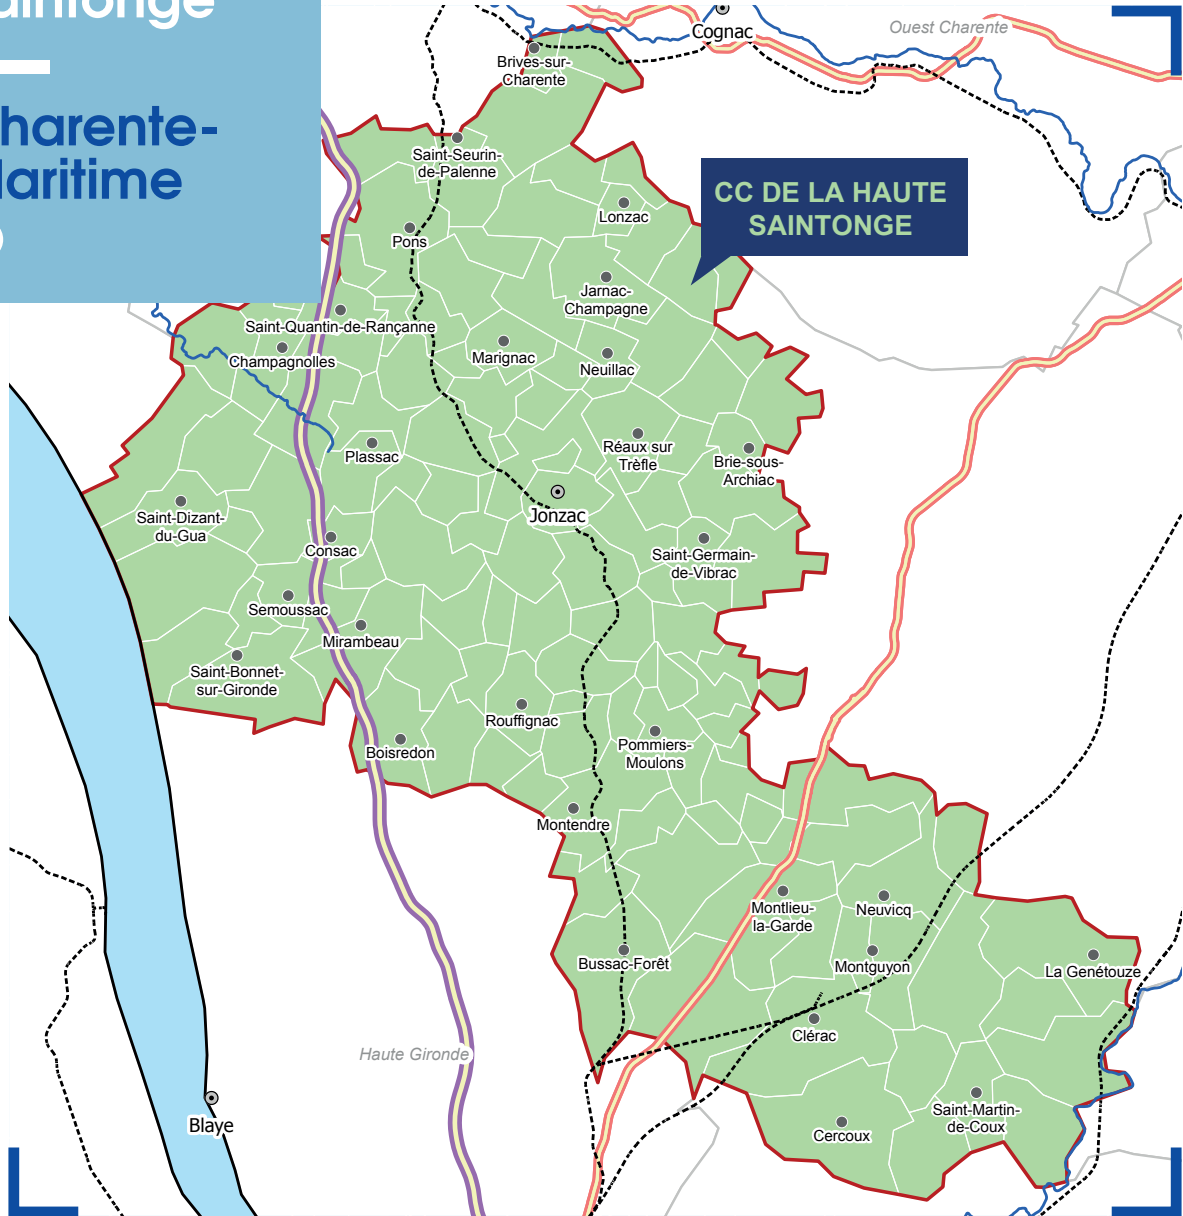 aintonge
harente-
aritime
Cognac
Ouest Charente
Brives-sur-
Charente
Saint-Seurin-
de-Palenne
CC DE LA HAUTE
SAINTONGE
Lonzac
Pons
Jarnac-
Champagne
Saint-Quantin-de-Rançanne
Champagnolles
Marignac
Neuillac
Plassac
Réaux sur
Trèfle
Brie-sous-
Archiac
Jonzac
Saint-Dizant-
du-Gua
Consac
Saint-Germain-
de-Vibrac
Semoussac
Mirambeau
Saint-Bonnet-
sur-Gironde
Rouffignac
Boisredon
Pommiers-
Moulons
Montendre
Montlieu-
la-Garde
Neuvicq
Bussac-Forêt
Montguyon
La Genétouze
Clérac
Haute Gironde
Blaye
Saint-Martin-
de-Coux
Cercoux